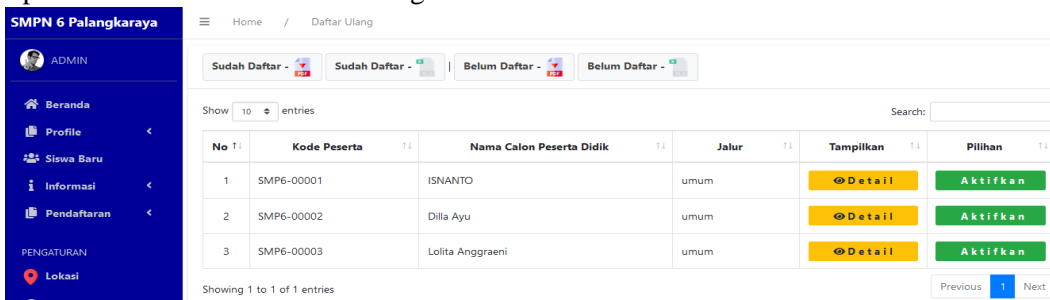 SMPN 6 Palangkaraya
Home / Daftar Ulang
ADMIN
Sudah Daftar - PDF Sudah Daftar - | Belum Daftar - PDF Belum Daftar -
Beranda
Profile
Siswa Baru
Informasi
Pendaftaran
PENGATURAN
Lokasi
Show 10 entries Search:
No Kode Peserta Nama Calon Peserta Didik Jalur Tampilkan Pilihan
1 SMP6-00001 ISNANTO umum Detail Aktifkan
2 SMP6-00002 Dilla Ayu umum Detail Aktifkan
3 SMP6-00003 Lolita Anggraeni umum Detail Aktifkan
Showing 1 to 1 of 1 entries Previous 1 Next